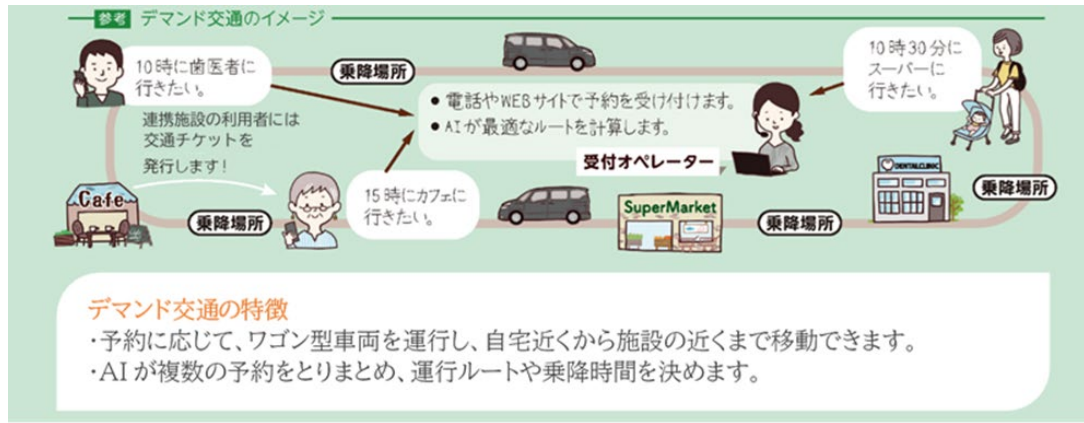 参考 デマンド交通のイメージ
10時に歯医者に
行きたい。
乗降場所
10時30分に
スーパーに
行きたい。
● 電話やWEBサイトで予約を受け付けます。
● AIが最適なルートを計算します。
連携施設の利用者には
交通チケットを
発行します!
受付オペレーター
DENTAL CLINIC
乗降場所
Cafe
乗降場所
15時にカフェに
行きたい。
SuperMarket
乗降場所
デマンド交通の特徴
・予約に応じて、ワゴン型車両を運行し、自宅近くから施設の近くまで移動できます。
・AIが複数の予約をとりまとめ、運行ルートや乗降時間を決めます。